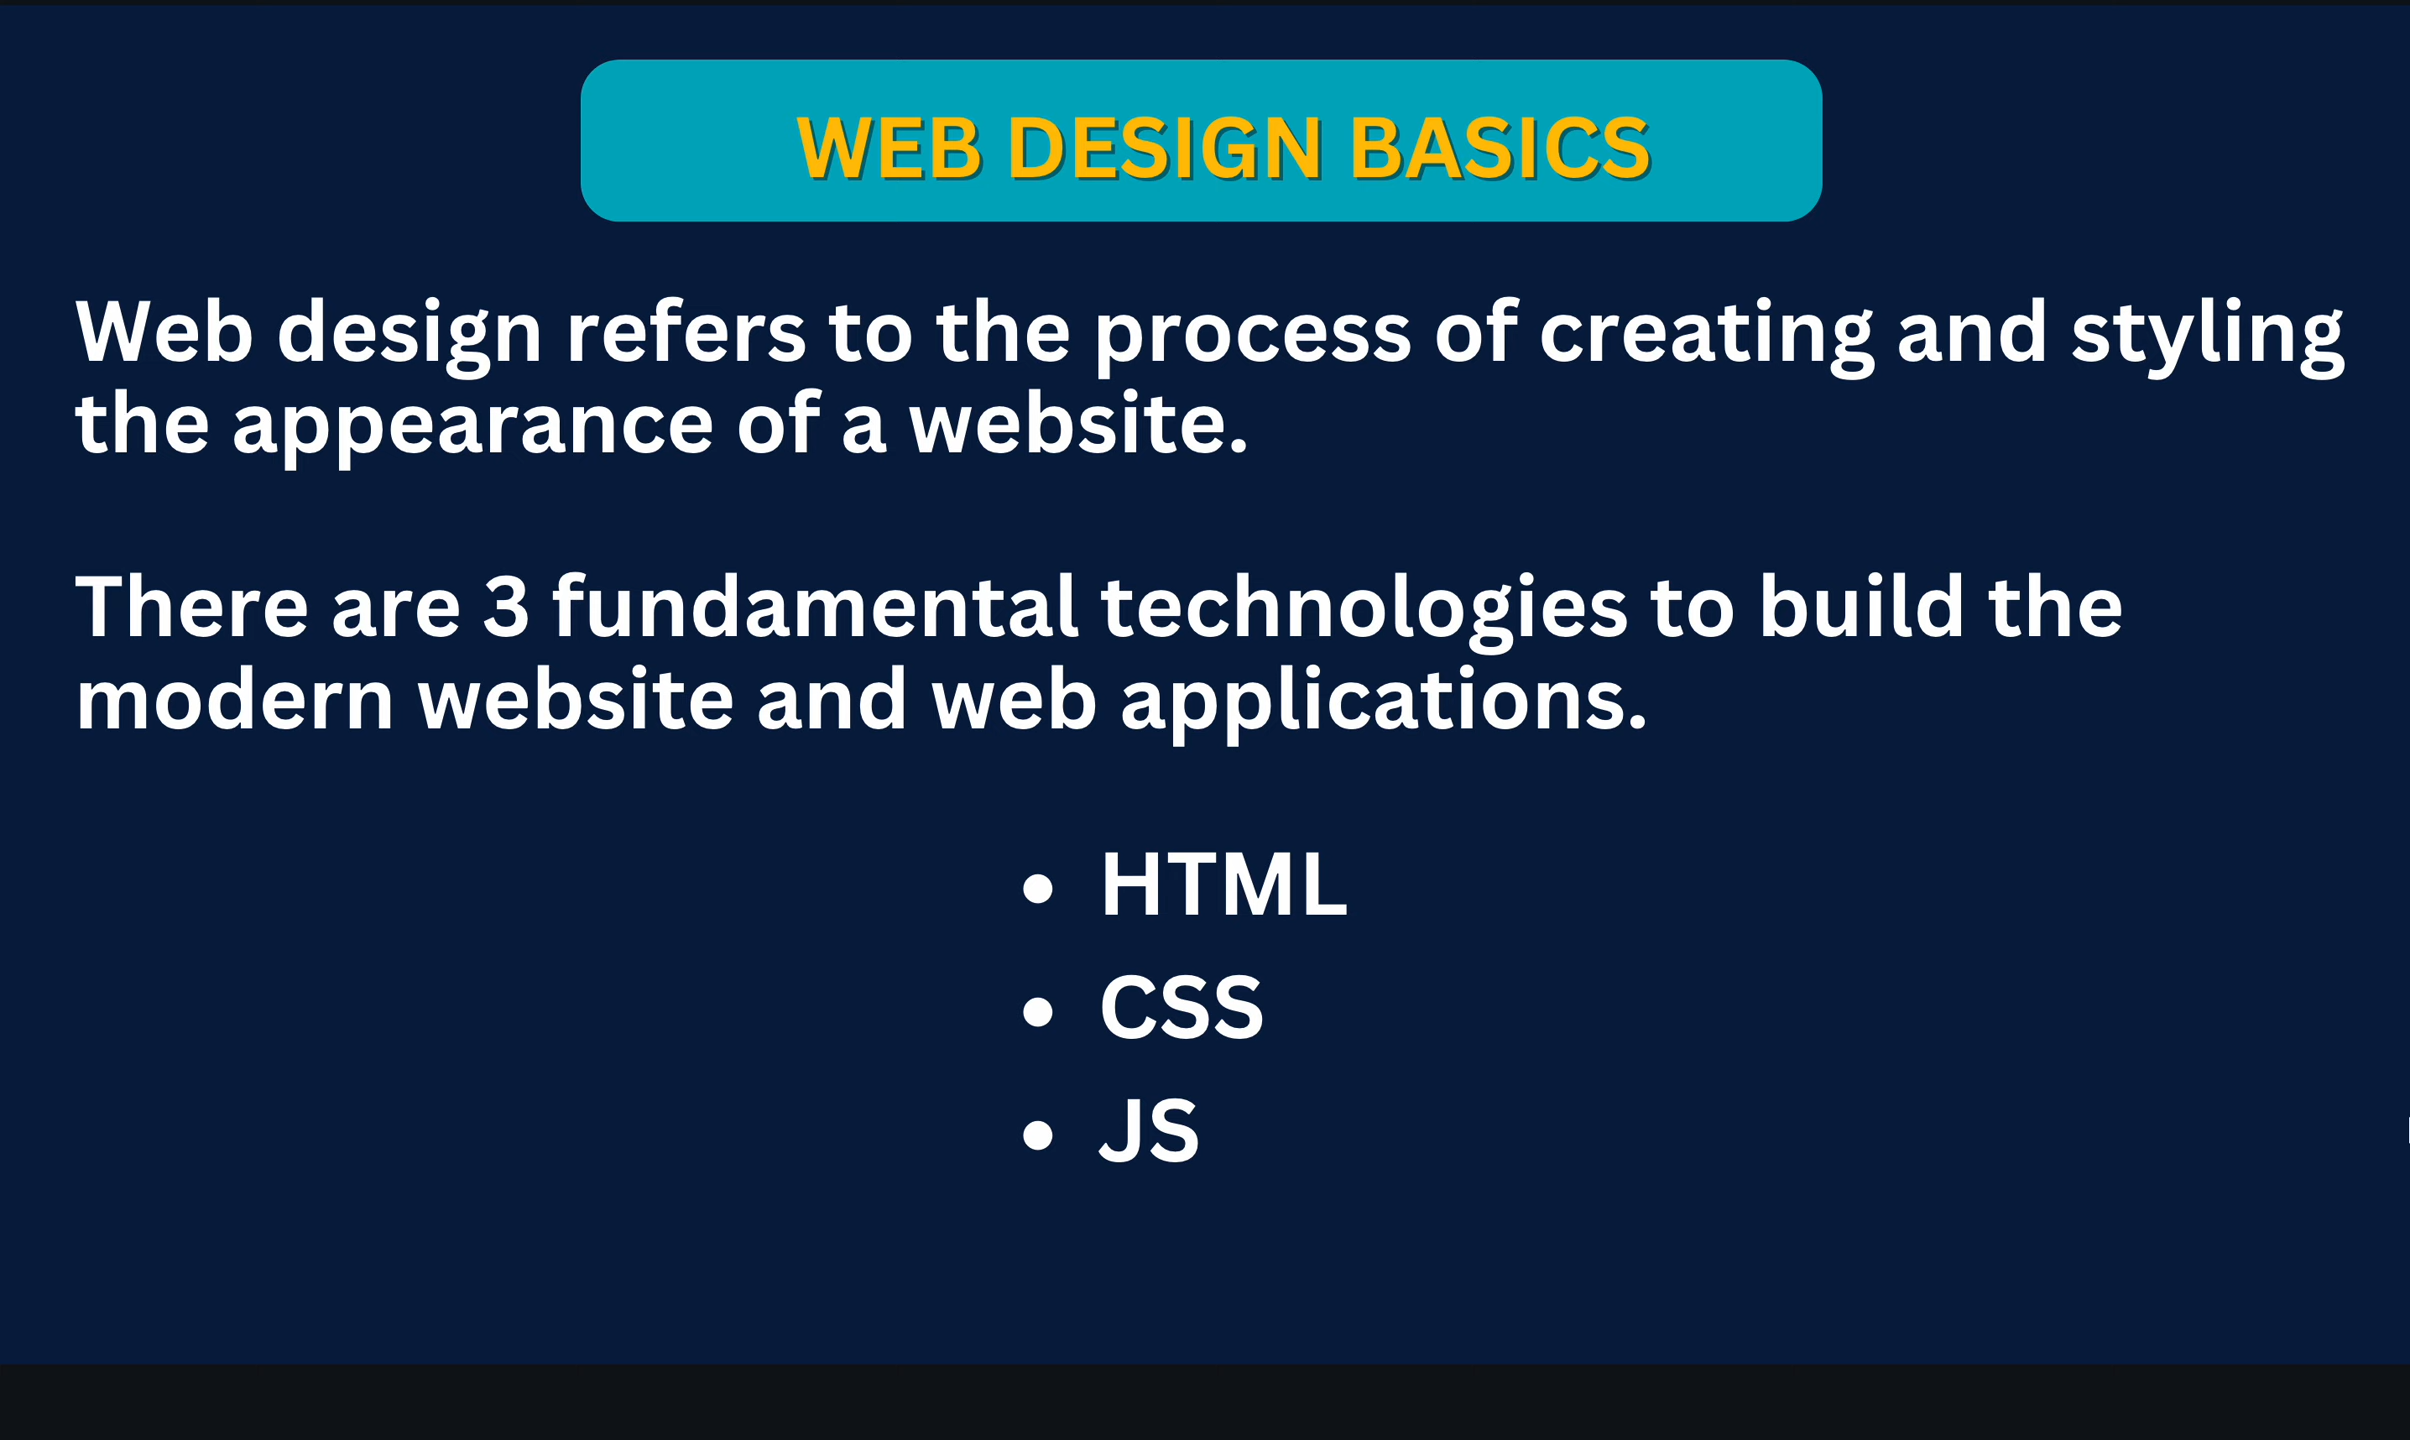 WEB DESIGN BASICS
Web design refers to the process of creating and styling
the appearance of a website.
There are 3 fundamental technologies to build the
modern website and web applications.
• HTML
• CSS
• JS